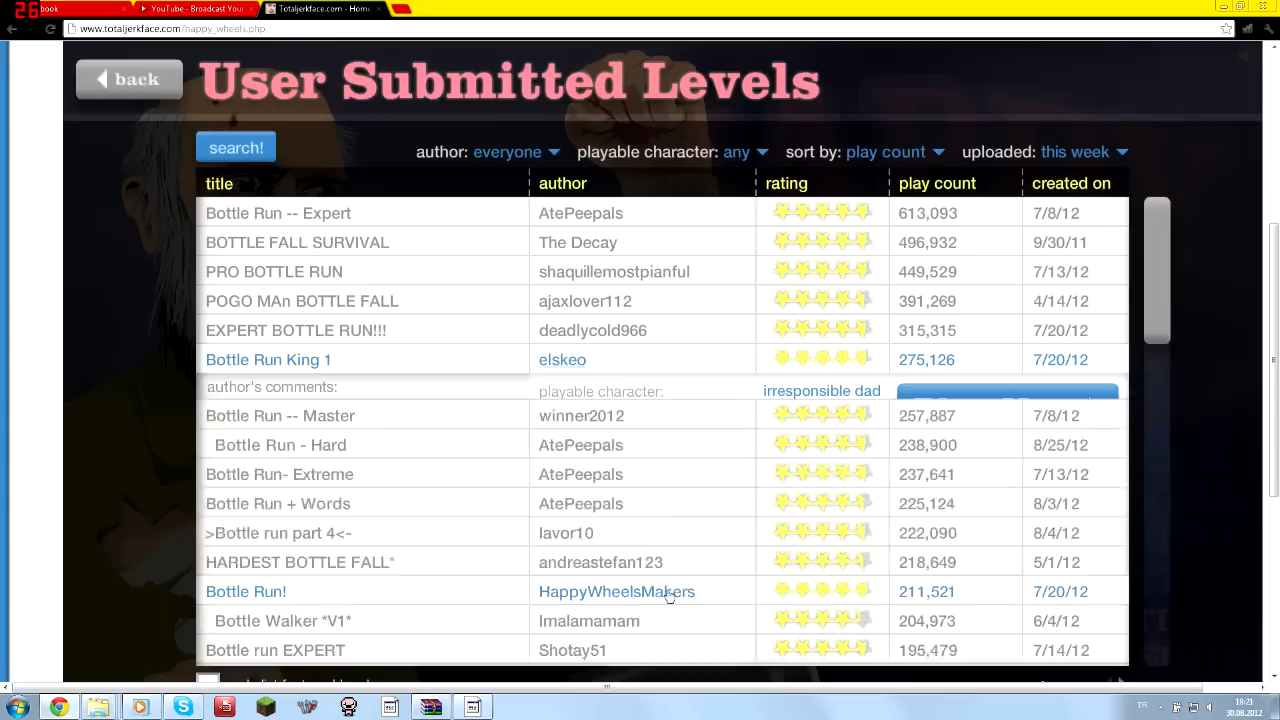 26
book
YouTube - Broadcast Your
Totaljerkface.com - Home
www.totaljerkface.com/happy_wheels.php
back
User Submitted Levels
search!
author: everyone
playable character: any
sort by: play count
uploaded: this week
title author rating play count created on
Bottle Run -- Expert AtePeepals 613,093 7/8/12
BOTTLE FALL SURVIVAL The Decay 496,932 9/30/11
PRO BOTTLE RUN shaquillemostpianful 449,529 7/13/12
POGO MAn BOTTLE FALL ajaxlover112 391,269 4/14/12
EXPERT BOTTLE RUN!!! deadlycold966 315,315 7/20/12
Bottle Run King 1 elskeo 275,126 7/20/12
author's comments: playable character: irresponsible dad
Bottle Run -- Master winner2012 257,887 7/8/12
Bottle Run - Hard AtePeepals 238,900 8/25/12
Bottle Run- Extreme AtePeepals 237,641 7/13/12
Bottle Run + Words AtePeepals 225,124 8/3/12
>Bottle run part 4<- lavor10 222,090 8/4/12
HARDEST BOTTLE FALL* andreastefan123 218,649 5/1/12
Bottle Run! HappyWheelsMakers 211,521 7/20/12
Bottle Walker *V1* lmalamamam 204,973 6/4/12
Bottle run EXPERT Shotay51 195,479 7/14/12
TR
18:21
30.08.2012